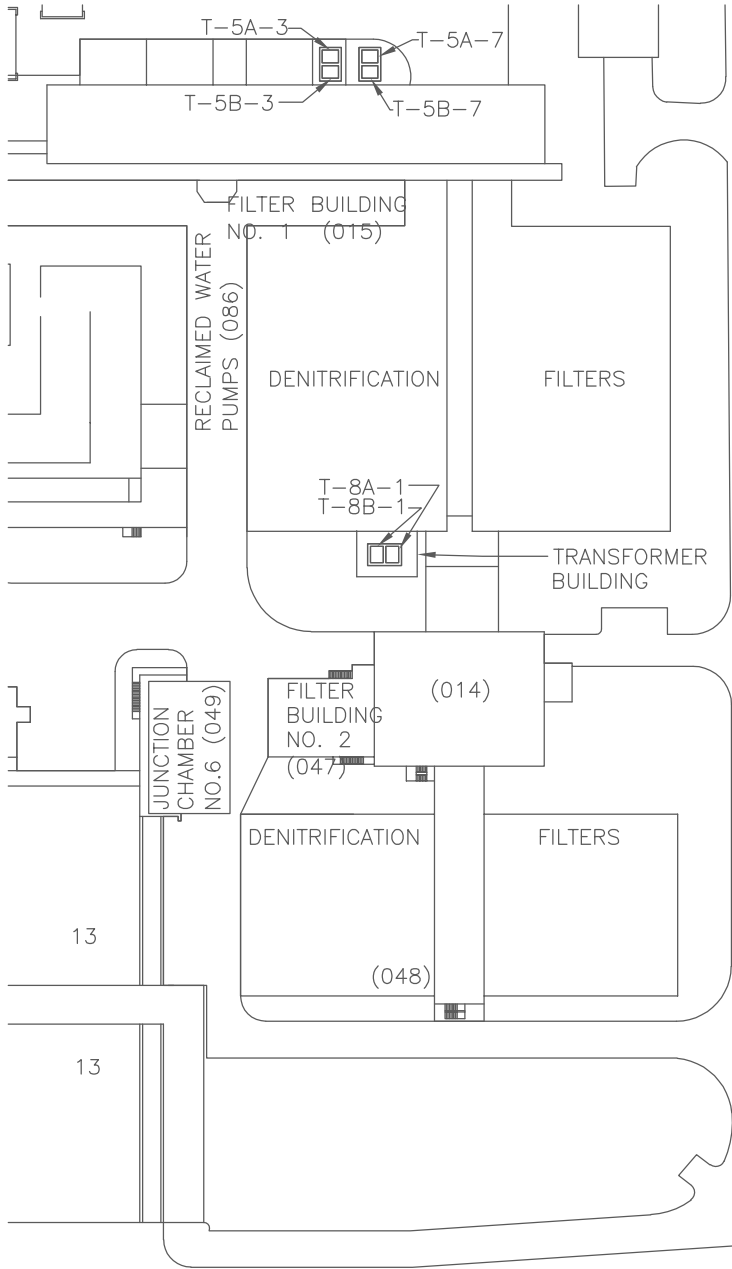 T-5A-3
T-5A-7
T-5B-3
T-5B-7
FILTER BUILDING
NO. 1 (015)
RECLAIMED WATER
PUMPS (086)
DENITRIFICATION
FILTERS
T-8A-1
T-8B-1
TRANSFORMER
BUILDING
JUNCTION
CHAMBER
NO.6 (049)
FILTER
BUILDING
NO. 2
(047)
(014)
DENITRIFICATION
FILTERS
13
(048)
13